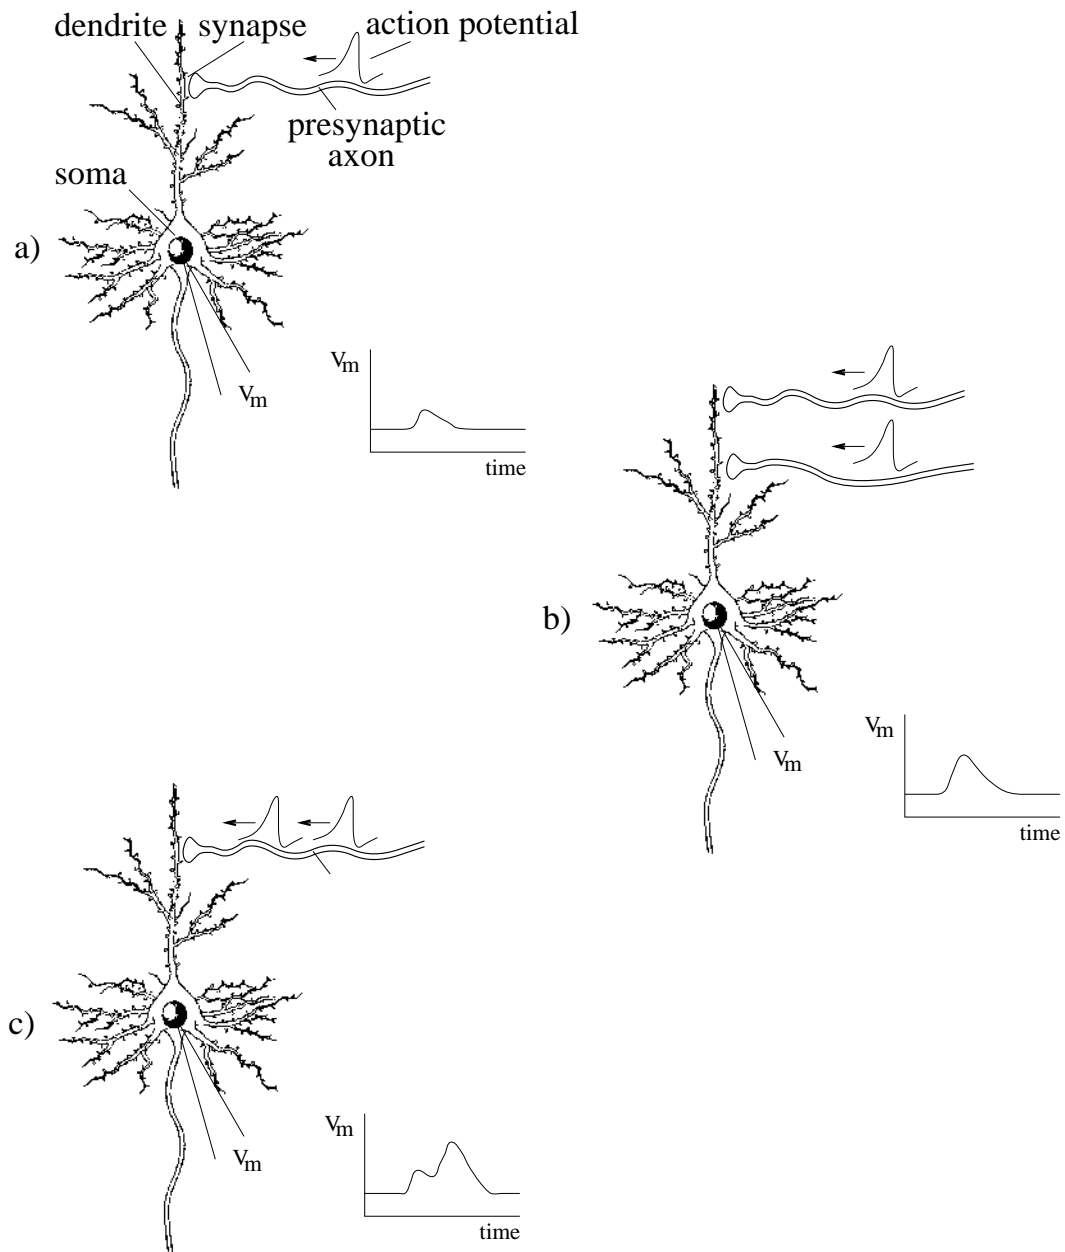 dendrite synapse action potential
presynaptic
axon
soma
a)
Vm
Vm
time
b)
Vm
Vm
time
c)
Vm
Vm
time